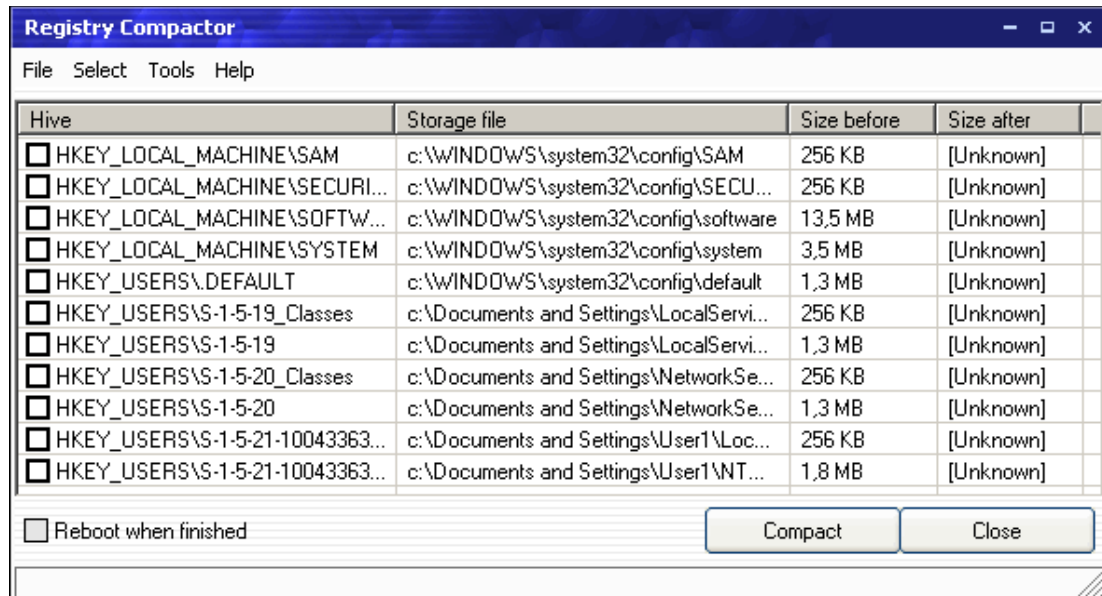 Registry Compactor
File Select Tools Help
Hive Storage file Size before Size after
HKEY_LOCAL_MACHINE\SAM c:\WINDOWS\system32\config\SAM 256 KB [Unknown]
HKEY_LOCAL_MACHINE\SECURI... c:\WINDOWS\system32\config\SECU... 256 KB [Unknown]
HKEY_LOCAL_MACHINE\SOFTW... c:\WINDOWS\system32\config\software 13,5 MB [Unknown]
HKEY_LOCAL_MACHINE\SYSTEM c:\WINDOWS\system32\config\system 3,5 MB [Unknown]
HKEY_USERS\.DEFAULT c:\WINDOWS\system32\config\default 1,3 MB [Unknown]
HKEY_USERS\S-1-5-19_Classes c:\Documents and Settings\LocalServi... 256 KB [Unknown]
HKEY_USERS\S-1-5-19 c:\Documents and Settings\LocalServi... 1,3 MB [Unknown]
HKEY_USERS\S-1-5-20_Classes c:\Documents and Settings\NetworkSe... 256 KB [Unknown]
HKEY_USERS\S-1-5-20 c:\Documents and Settings\NetworkSe... 1,3 MB [Unknown]
HKEY_USERS\S-1-5-21-10043363... c:\Documents and Settings\User1\Loc... 256 KB [Unknown]
HKEY_USERS\S-1-5-21-10043363... c:\Documents and Settings\User1\NT... 1,8 MB [Unknown]
Reboot when finished Compact Close